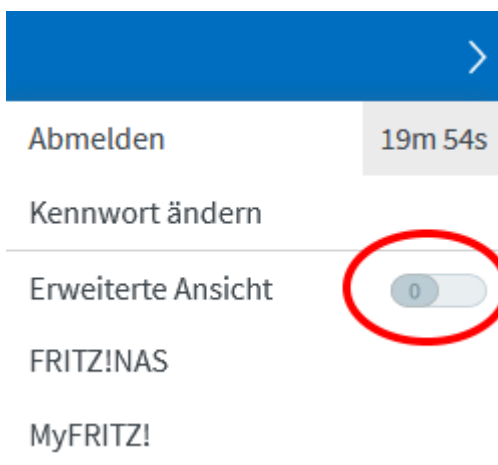 Abmelden 19m 54s
Kennwort ändern
Erweiterte Ansicht 0
FRITZ!NAS
MyFRITZ!